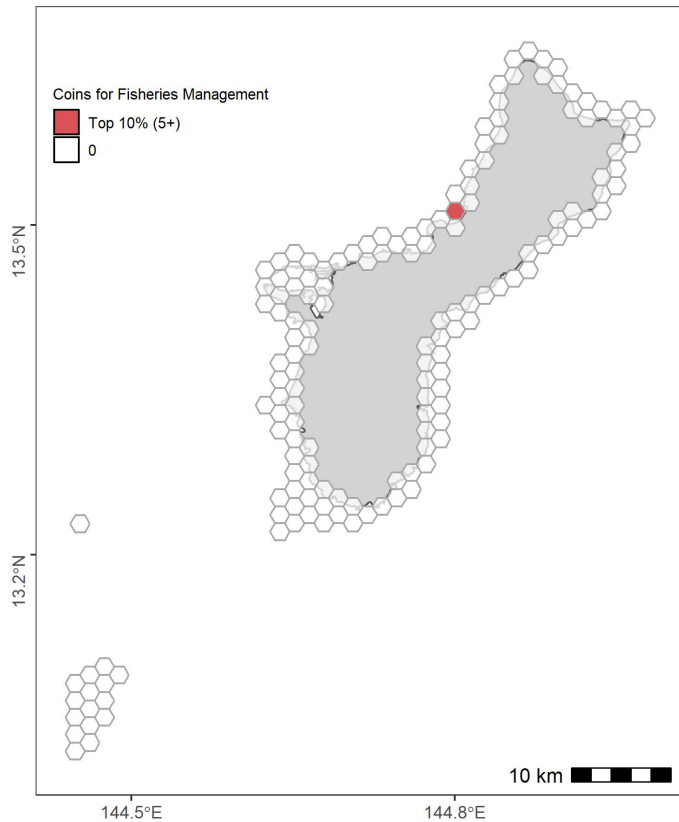 Coins for Fisheries Management
Top 10% (5+)
0
13.5°N
13.2°N
10 km
144.5°E
144.8°E